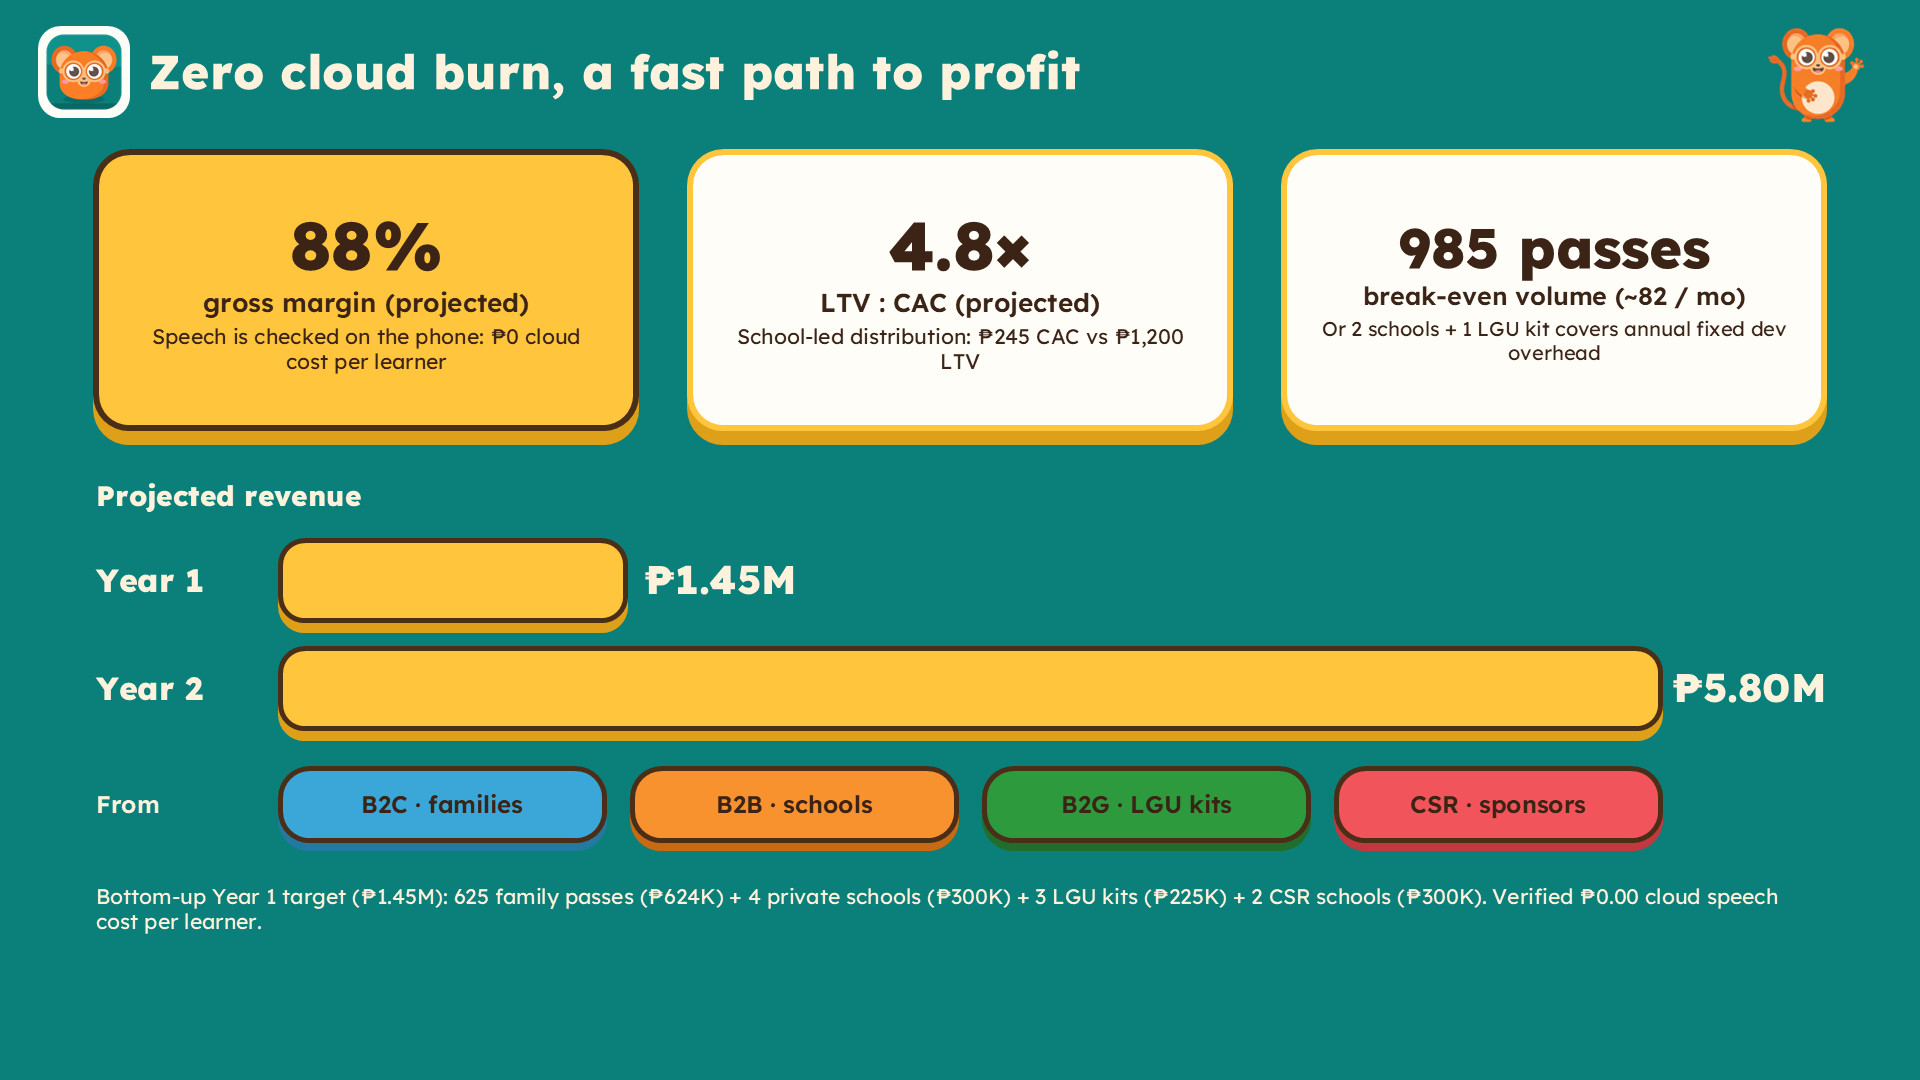 Zero cloud burn, a fast path to profit
88%
gross margin (projected)
Speech is checked on the phone: ₱0 cloud
cost per learner
4.8×
LTV : CAC (projected)
School-led distribution: ₱245 CAC vs ₱1,200
LTV
985 passes
break-even volume (~82 / mo)
Or 2 schools + 1 LGU kit covers annual fixed dev
overhead
Projected revenue
Year 1
₱1.45M
Year 2
₱5.80M
From
B2C · families
B2B · schools
B2G · LGU kits
CSR · sponsors
Bottom-up Year 1 target (₱1.45M): 625 family passes (₱624K) + 4 private schools (₱300K) + 3 LGU kits (₱225K) + 2 CSR schools (₱300K). Verified ₱0.00 cloud speech
cost per learner.